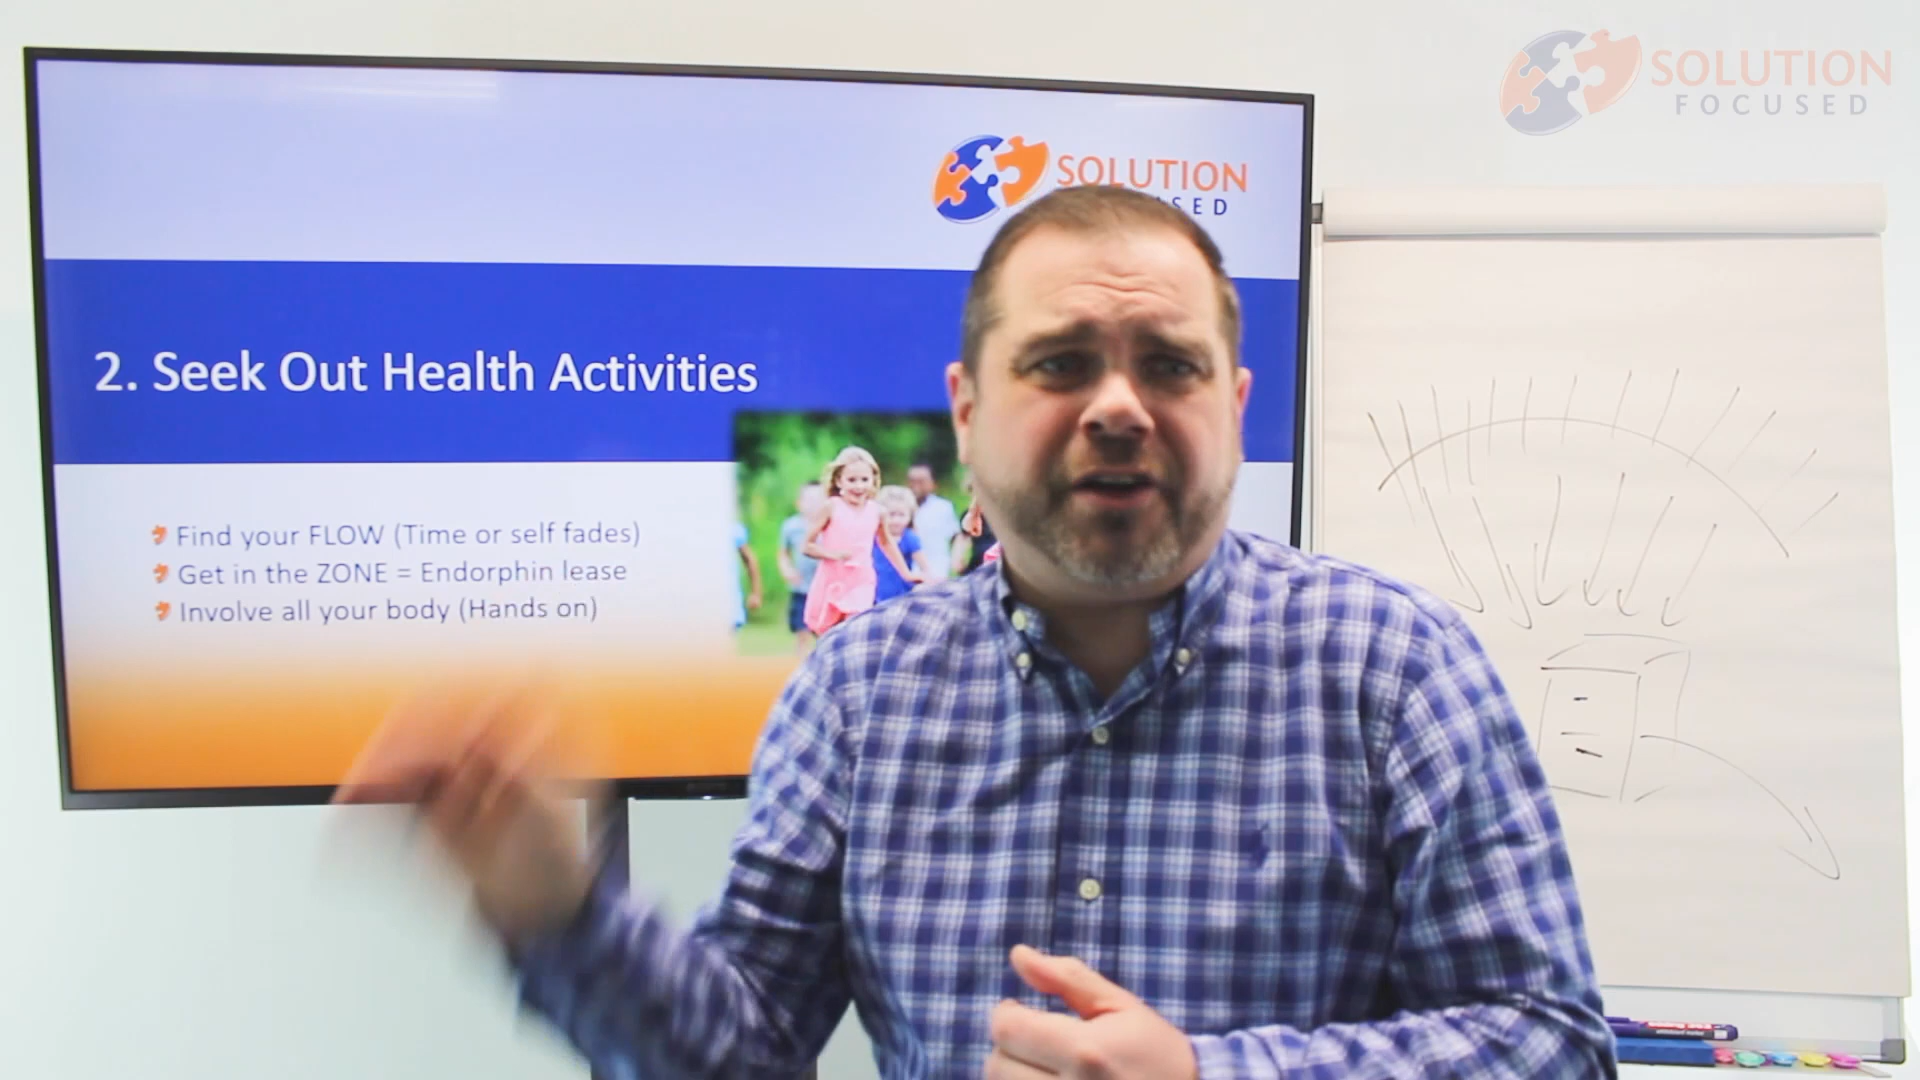 SOLUTION
FOCUSED
SOLUTION
SED
2. Seek Out Health Activities
Find your FLOW (Time or self fades)
Get in the ZONE = Endorphin lease
Involve all your body (Hands on)